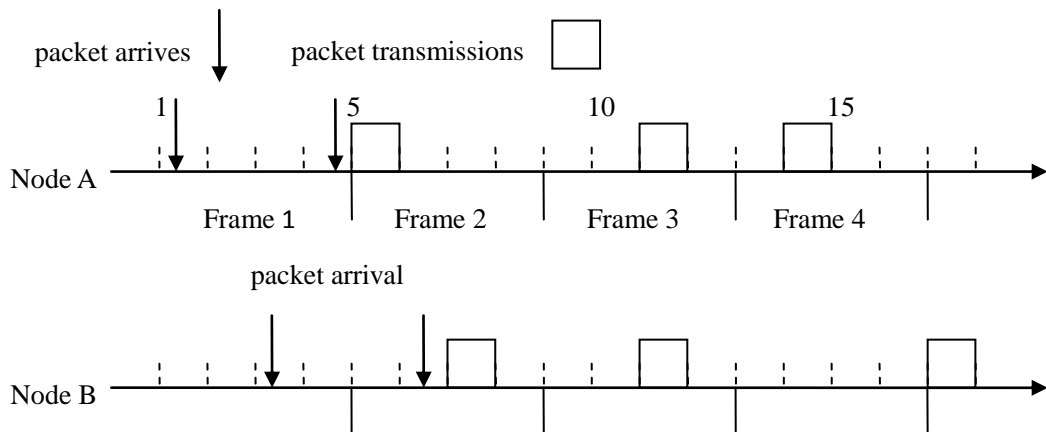 packet arrives
packet transmissions
1
5
10
15
Node A
Frame 1
Frame 2
Frame 3
Frame 4
packet arrival
Node B